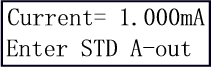 Current= 1.000mA
Enter STD A-out